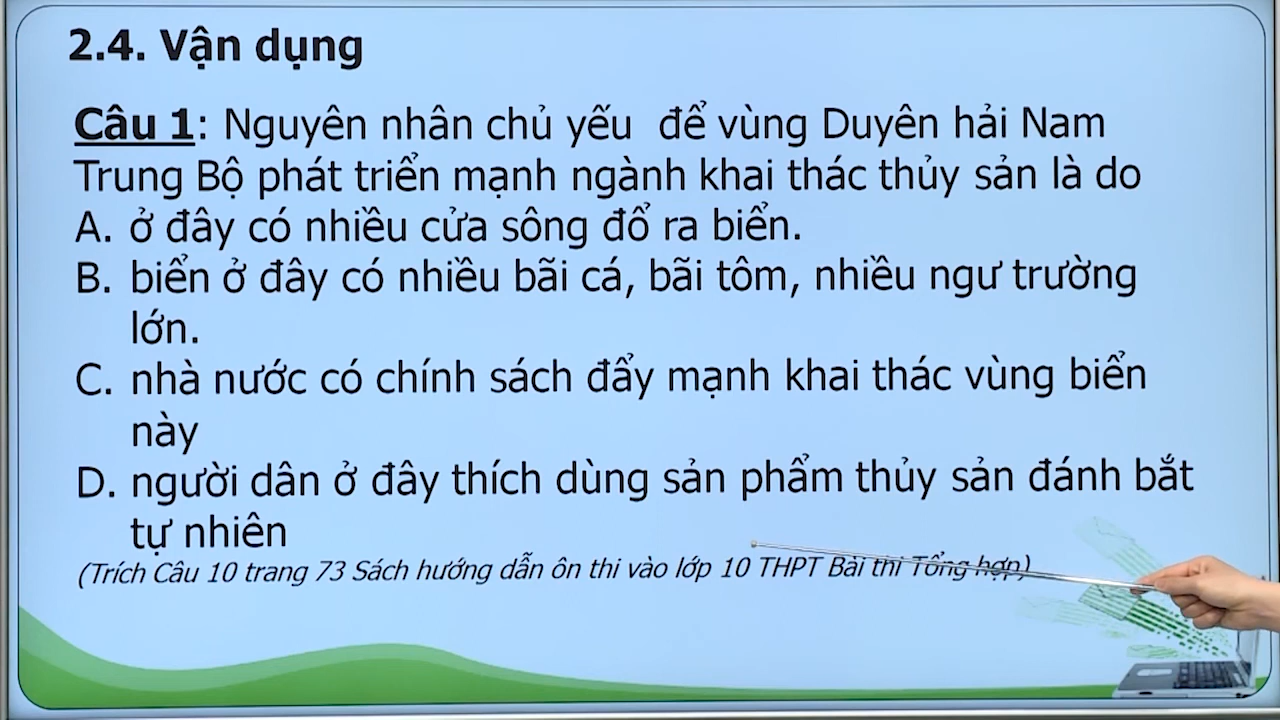 2.4. Vận dụng
Câu 1: Nguyên nhân chủ yếu để vùng Duyên hải Nam
Trung Bộ phát triển mạnh ngành khai thác thủy sản là do
A. ở đây có nhiều cửa sông đổ ra biển.
B. biển ở đây có nhiều bãi cá, bãi tôm, nhiều ngư trường
lớn.
C. nhà nước có chính sách đẩy mạnh khai thác vùng biển
này
D. người dân ở đây thích dùng sản phẩm thủy sản đánh bắt
tự nhiên
(Trích Câu 10 trang 73 Sách hướng dẫn ôn thi vào lớp 10 THPT Bài thi Tổng hợp)